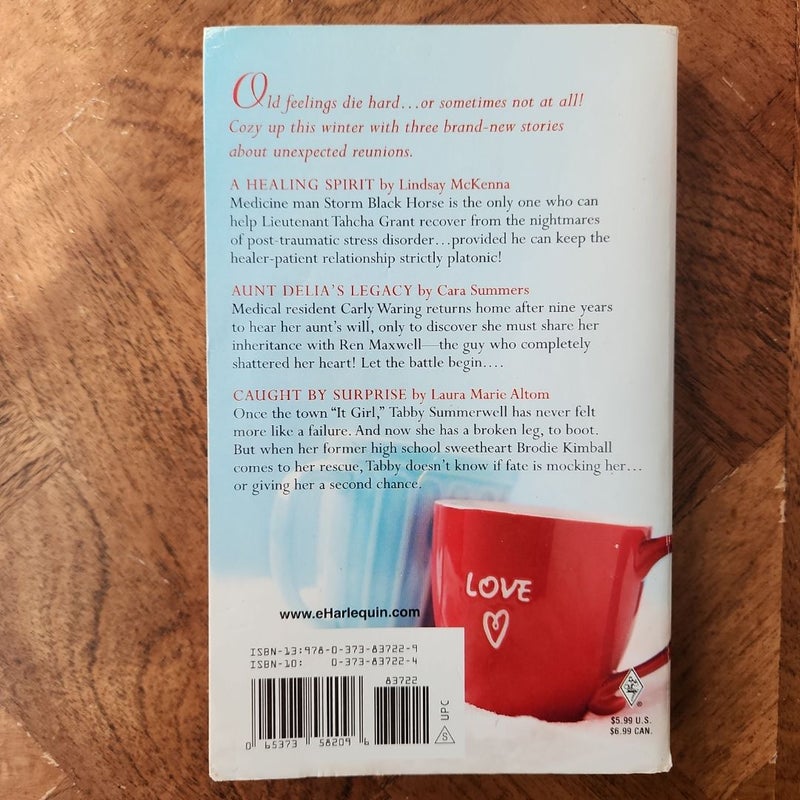 Old feelings die hard...or sometimes not at all!
Cozy up this winter with three brand-new stories
about unexpected reunions.
A HEALING SPIRIT by Lindsay McKenna
Medicine man Storm Black Horse is the only one who can
help Lieutenant Tahcha Grant recover from the nightmares
of post-traumatic stress disorder...provided he can keep the
healer-patient relationship strictly platonic!
AUNT DELIA'S LEGACY by Cara Summers
Medical resident Carly Waring returns home after nine years
to hear her aunt's will, only to discover she must share her
inheritance with Ren Maxwell—the guy who completely
shattered her heart! Let the battle begin....
CAUGHT BY SURPRISE by Laura Marie Altom
Once the town "It Girl," Tabby Summerwell has never felt
more like a failure. And now she has a broken leg, to boot.
But when her former high school sweetheart Brodie Kimball
comes to her rescue, Tabby doesn't know if fate is mocking her...
or giving her a second chance.
LOVE
www.eHarlequin.com
ISBN-13:978-0-373-83722-9
ISBN-10: 0-373-83722-4
83722
0 65373 58209 6
S UPC
$5.99 U.S.
$6.99 CAN.